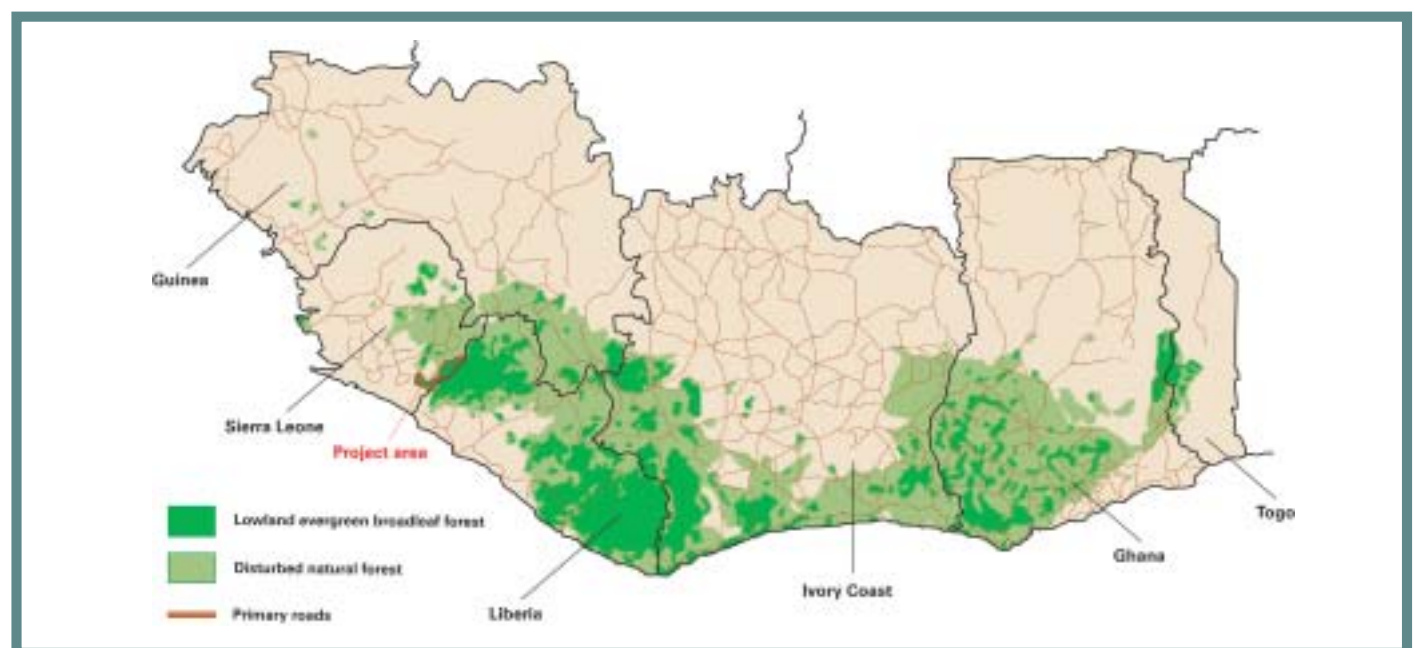 Guinea
Sierra Leone
Project area
Lowland evergreen broadleaf forest
Disturbed natural forest
Primary roads
Liberia
Ivory Coast
Ghana
Togo